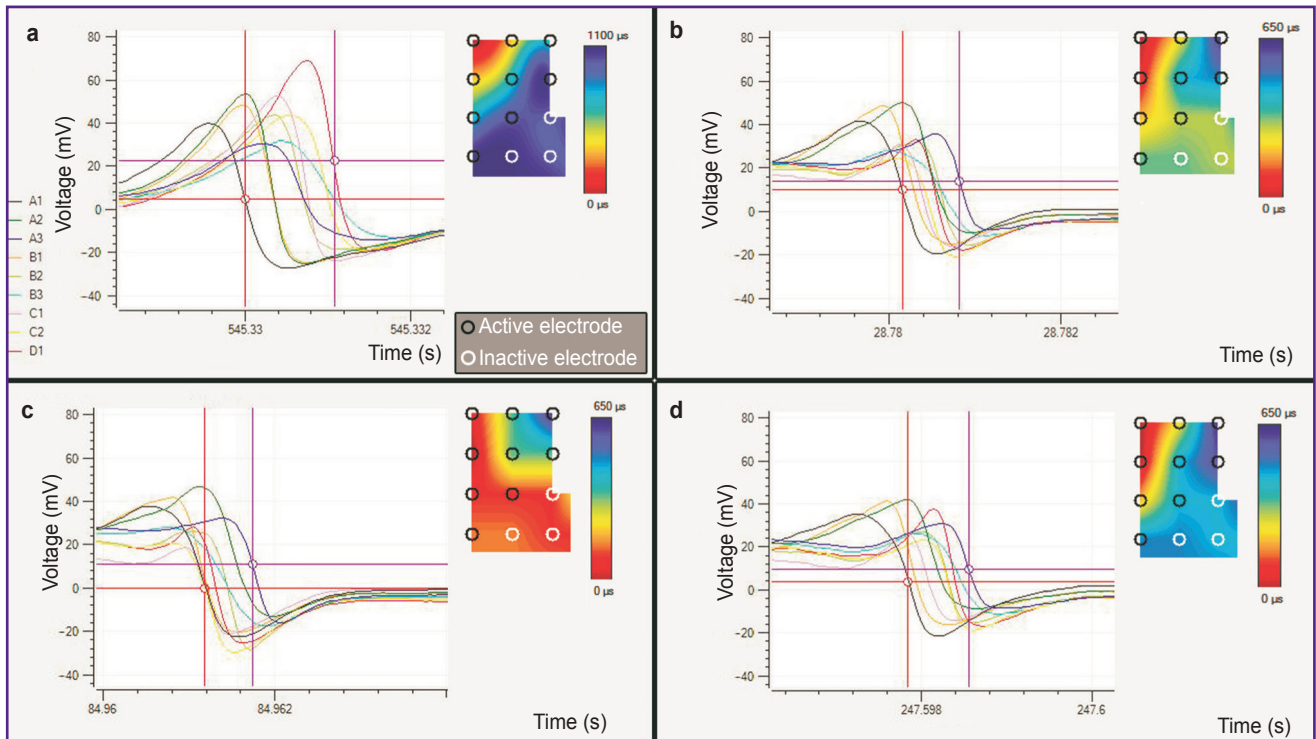 a
80
60
40
20
0
−20
−40
Voltage (mV)
545.33
545.332
Time (s)
1100 µs
0 µs
A1
A2
A3
B1
B2
B3
C1
C2
D1
Active electrode
Inactive electrode
b
80
60
40
20
0
−20
−40
Voltage (mV)
28.78
28.782
Time (s)
650 µs
0 µs
c
80
60
40
20
0
−20
−40
Voltage (mV)
84.96
84.962
Time (s)
650 µs
0 µs
d
80
60
40
20
0
−20
−40
Voltage (mV)
247.598
247.6
Time (s)
650 µs
0 µs